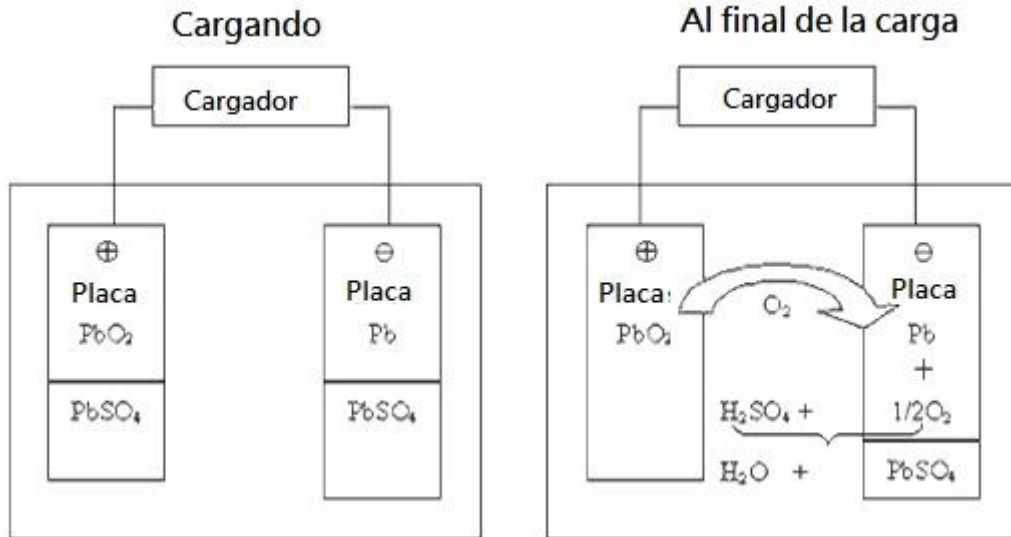 Cargando
Cargador
⊕
Placa
PbO₂
PbSO₄
⊖
Placa
Pb
PbSO₄
Al final de la carga
Cargador
⊕
Placa:
PbO₂
O₂
⊖
Placa
Pb
+
H₂SO₄ + 1/2O₂
H₂O + PbSO₄